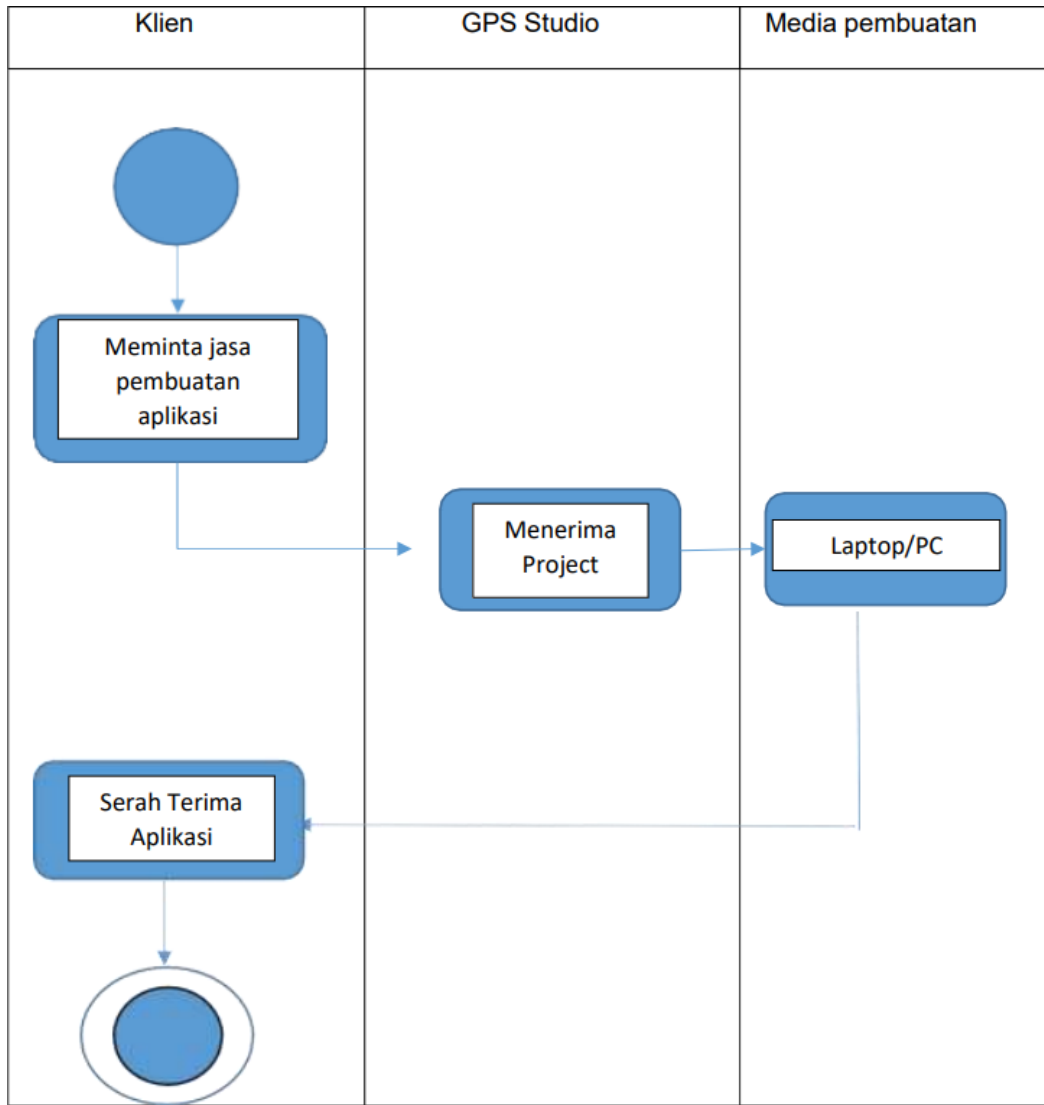 Klien
GPS Studio
Media pembuatan
Meminta jasa
pembuatan
aplikasi
Menerima
Project
Laptop/PC
Serah Terima
Aplikasi